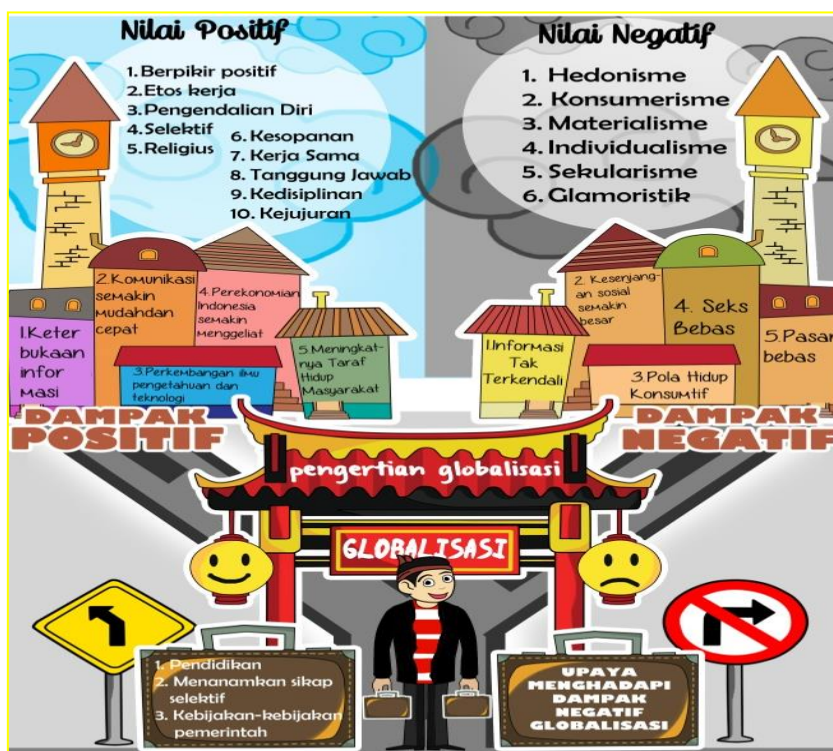 Nilai Positif
1. Berpikir positif
2. Etos kerja
3. Pengendalian Diri
4. Selektif
5. Religius
6. Kesopanan
7. Kerja Sama
8. Tanggung Jawab
9. Kedisiplinan
10. Kejujuran
Nilai Negatif
1. Hedonisme
2. Konsumerisme
3. Materialisme
4. Individualisme
5. Sekularisme
6. Glamoristik
1.Keter
bukaan
infor
masi
2.Komunikasi
semakin
mudahdan
cepat
3.Perkembangan ilmu
pengetahuan dan
teknologi
4.Perekonomian
Indonesia
semakin
menggeliat
5.Meningkat-
nya Taraf
Hidup
Masyarakat
DAMPAK
POSITIF
1.Informasi
Tak
Terkendali
2. Kesenjang-
an sosial
semakin
besar
3.Pola Hidup
Konsumtif
4. Seks
Bebas
5.Pasar
bebas
DAMPAK
NEGATIF
pengertian globalisasi
GLOBALISASI
1. Pendidikan
2. Menanamkan sikap
selektif
3. Kebijakan-kebijakan
pemerintah
UPAYA
MENGHADAPI
DAMPAK
NEGATIF
GLOBALISASI